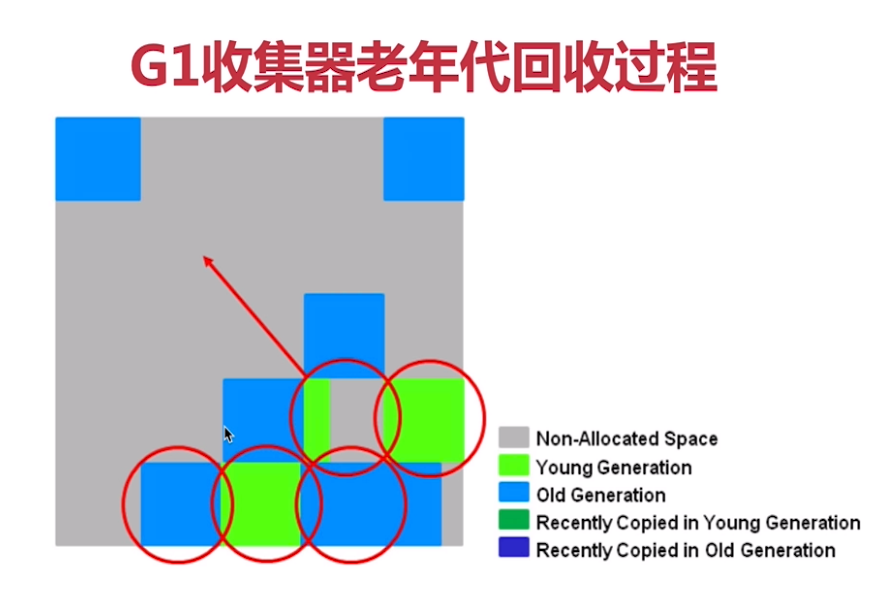 G1收集器老年代回收过程
Non-Allocated Space
Young Generation
Old Generation
Recently Copied in Young Generation
Recently Copied in Old Generation